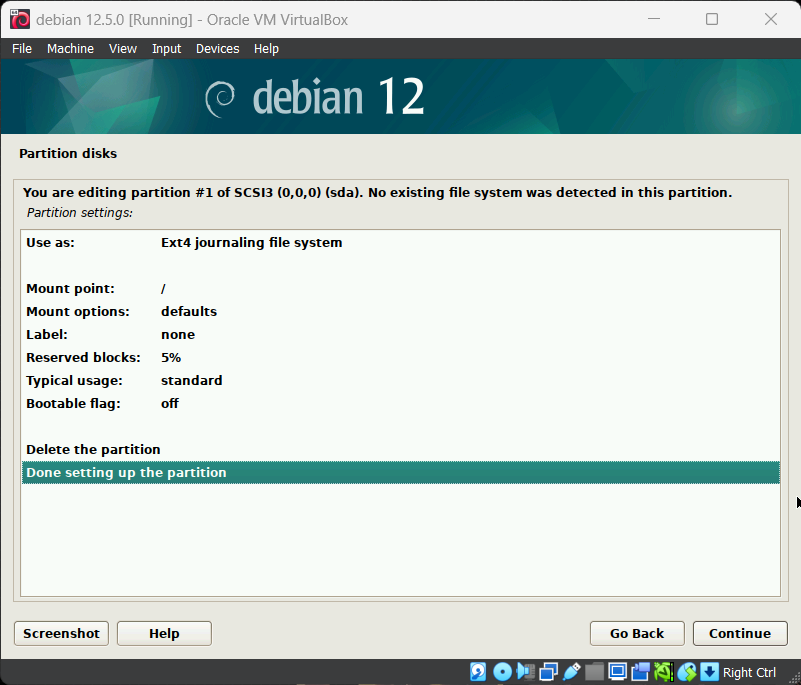 debian 12.5.0 [Running] - Oracle VM VirtualBox
File Machine View Input Devices Help
debian 12
Partition disks
You are editing partition #1 of SCSI3 (0,0,0) (sda). No existing file system was detected in this partition.
Partition settings:
Use as: Ext4 journaling file system
Mount point: /
Mount options: defaults
Label: none
Reserved blocks: 5%
Typical usage: standard
Bootable flag: off
Delete the partition
Done setting up the partition
Screenshot Help Go Back Continue
Right Ctrl